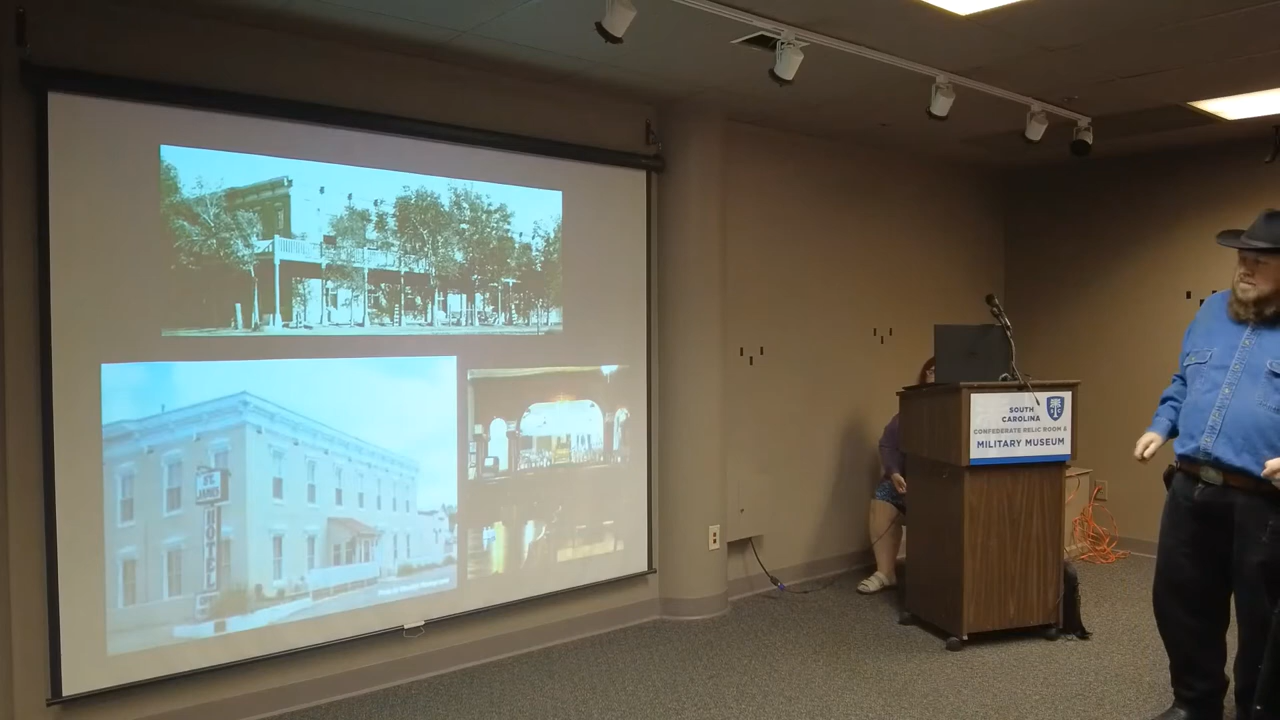 ST.
JAMES
HOTEL
SOUTH
CAROLINA
CONFEDERATE RELIC ROOM &
MILITARY MUSEUM